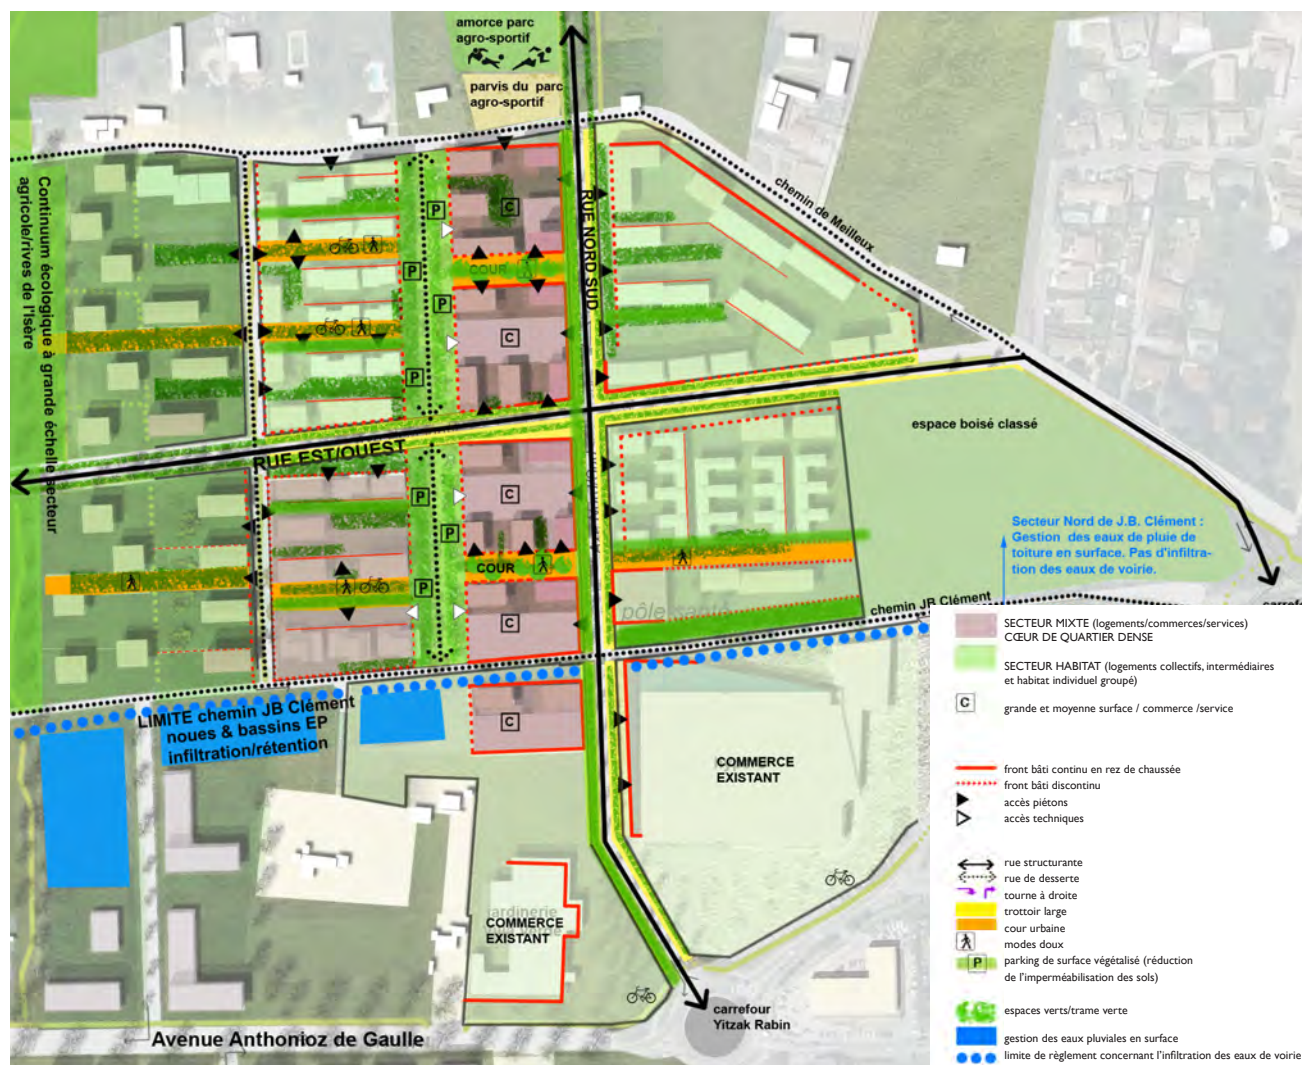 amorce parc
agro-sportif
parvis du parc
agro-sportif
chemin de Meilleux
Continuum écologique à grande échelle secteur
agricole/rives de l'Isère
RUE NORD SUD
P
C
COUR
P
P
C
P
RUE EST/OUEST
espace boisé classé
P
C
P
COUR
P
C
Secteur Nord de J.B. Clément :
Gestion des eaux de pluie de
toiture en surface. Pas d'infiltra-
tion des eaux de voirie.
pôle santé
chemin JB Clément
LIMITE chemin JB Clément
noues & bassins EP
infiltration/rétention
C
COMMERCE
EXISTANT
jardinerie
COMMERCE
EXISTANT
carrefour
Yitzak Rabin
Avenue Anthonioz de Gaulle
SECTEUR MIXTE (logements/commerces/services)
CŒUR DE QUARTIER DENSE
SECTEUR HABITAT (logements collectifs, intermédiaires
et habitat individuel groupé)
C
grande et moyenne surface / commerce /service
front bâti continu en rez de chaussée
front bâti discontinu
accès piétons
accès techniques
rue structurante
rue de desserte
tourne à droite
trottoir large
cour urbaine
modes doux
P
parking de surface végétalisé (réduction
de l'imperméabilisation des sols)
espaces verts/trame verte
gestion des eaux pluviales en surface
limite de règlement concernant l'infiltration des eaux de voirie